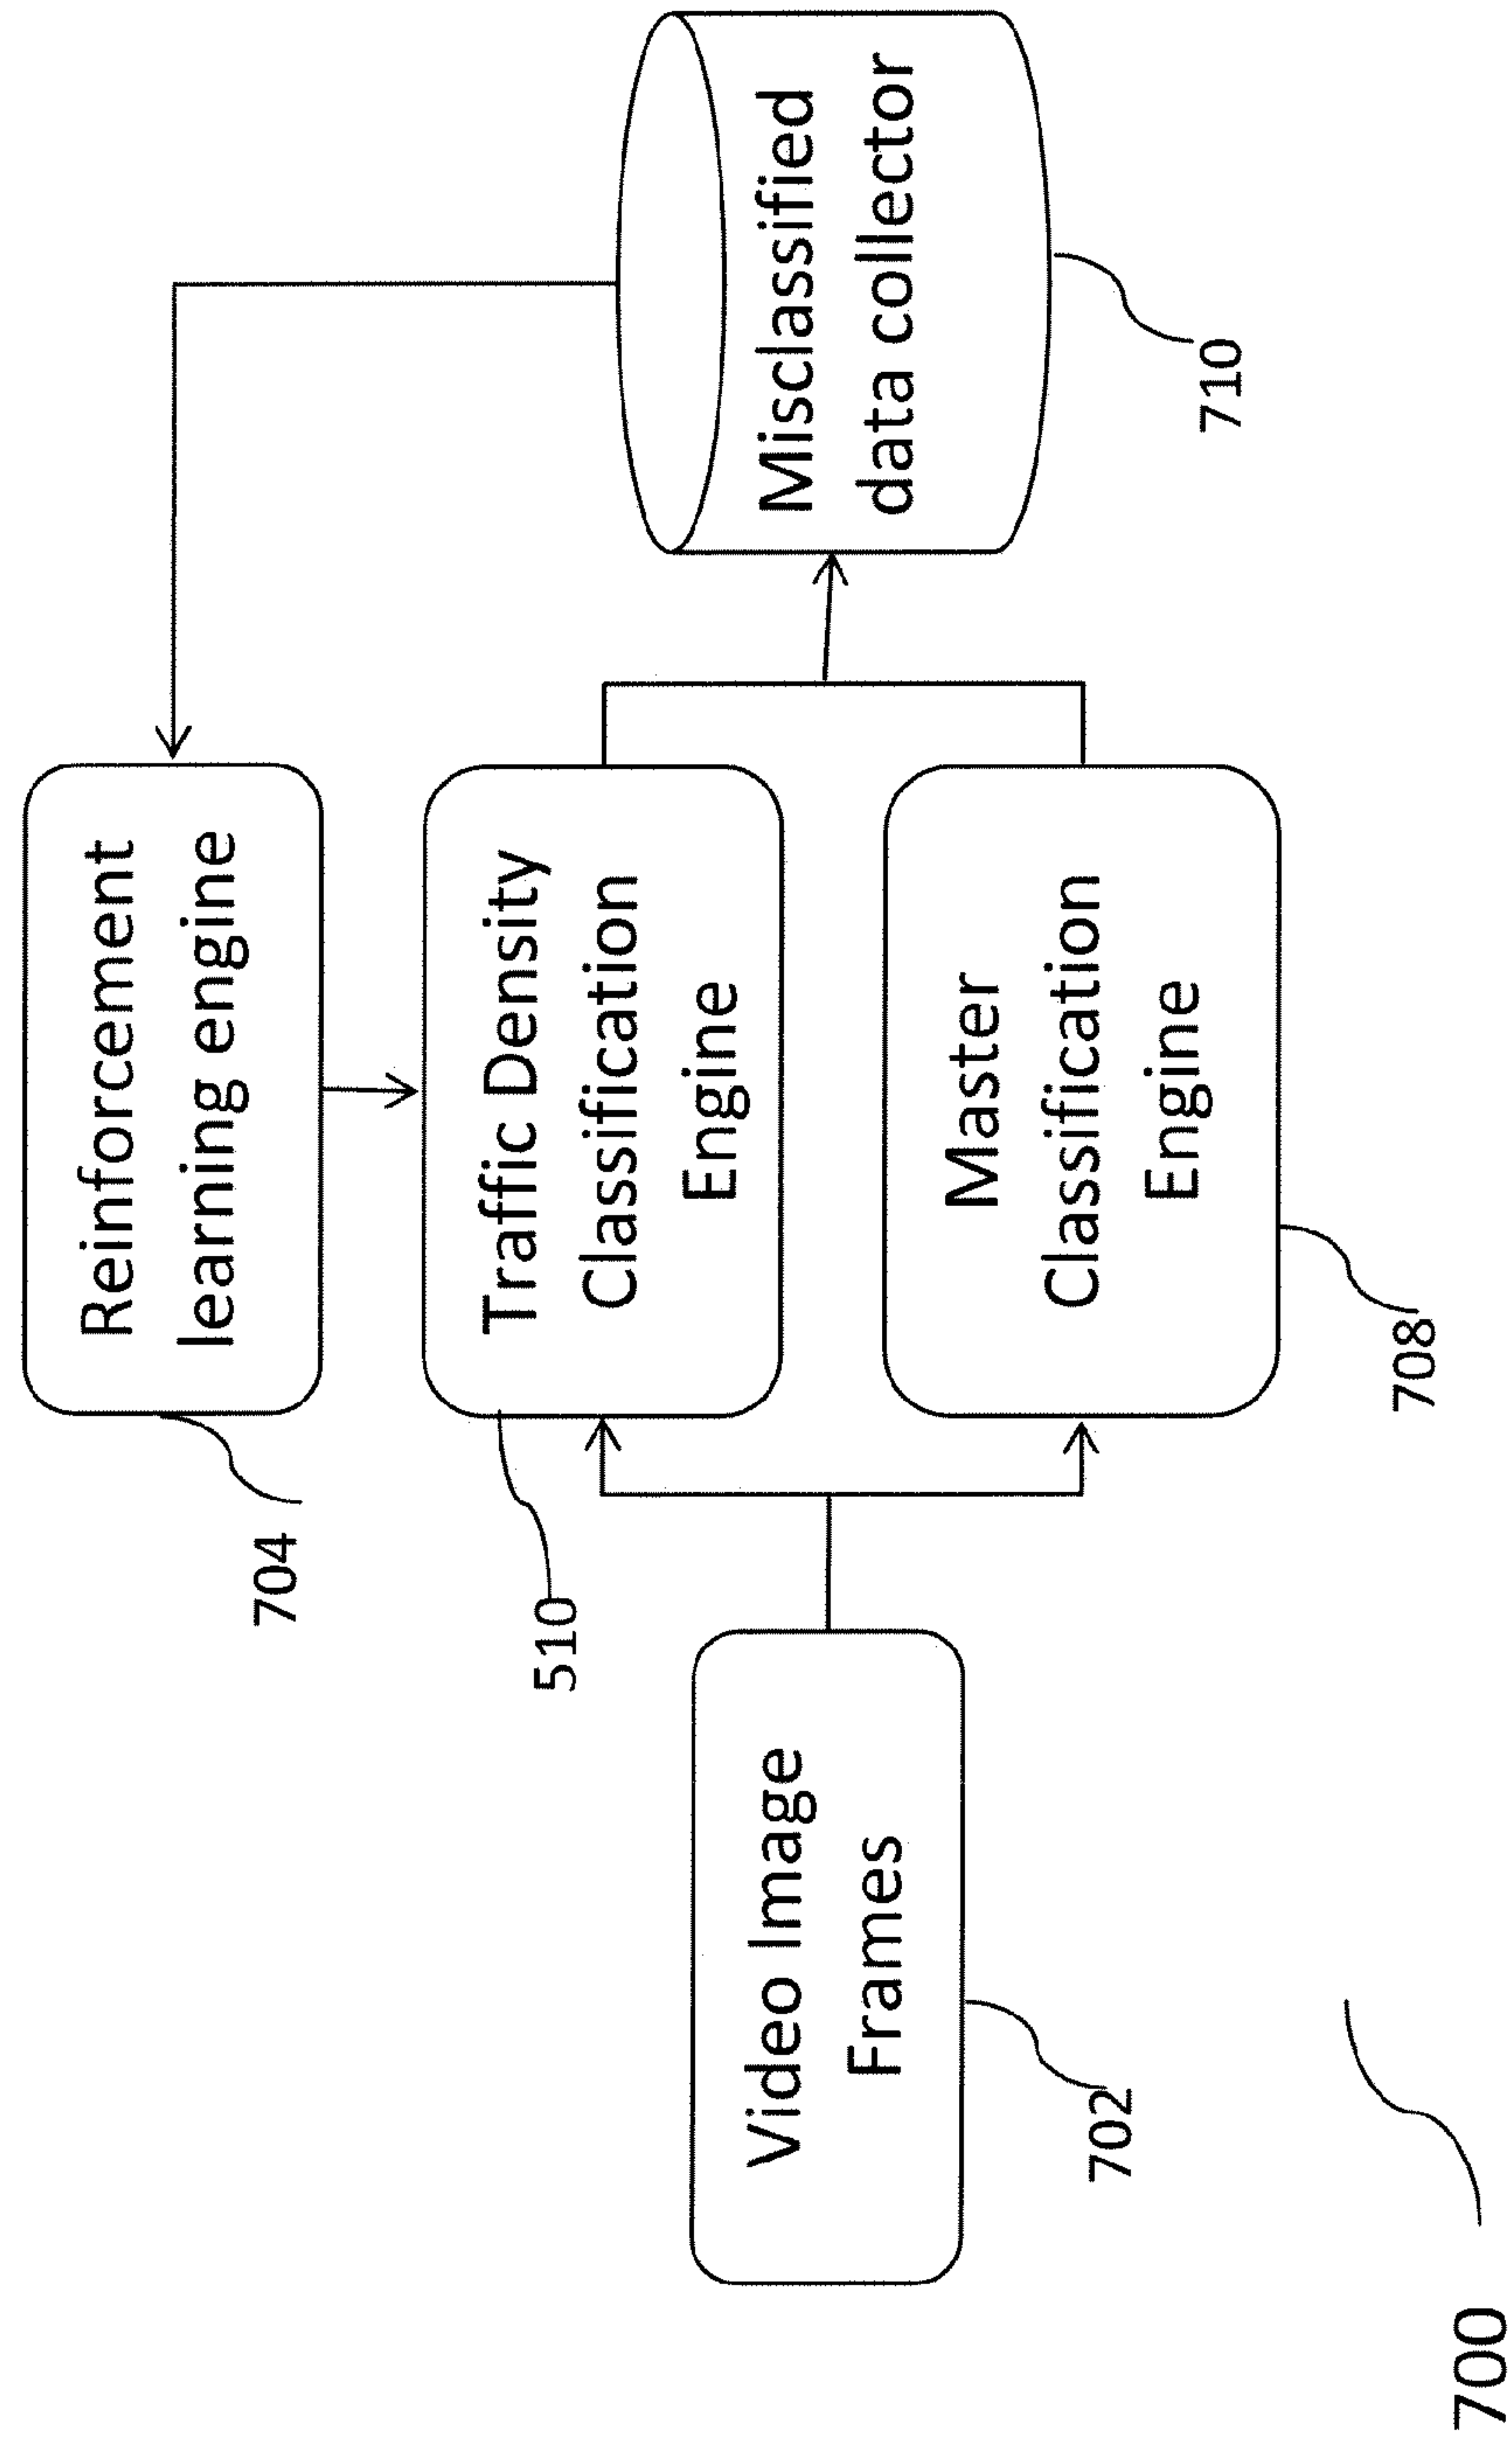 Reinforcement
learning engine
704
Traffic Density
Classification
Engine
510
Video Image
Frames
702
Master
Classification
Engine
708
Misclassified
data collector
710
700